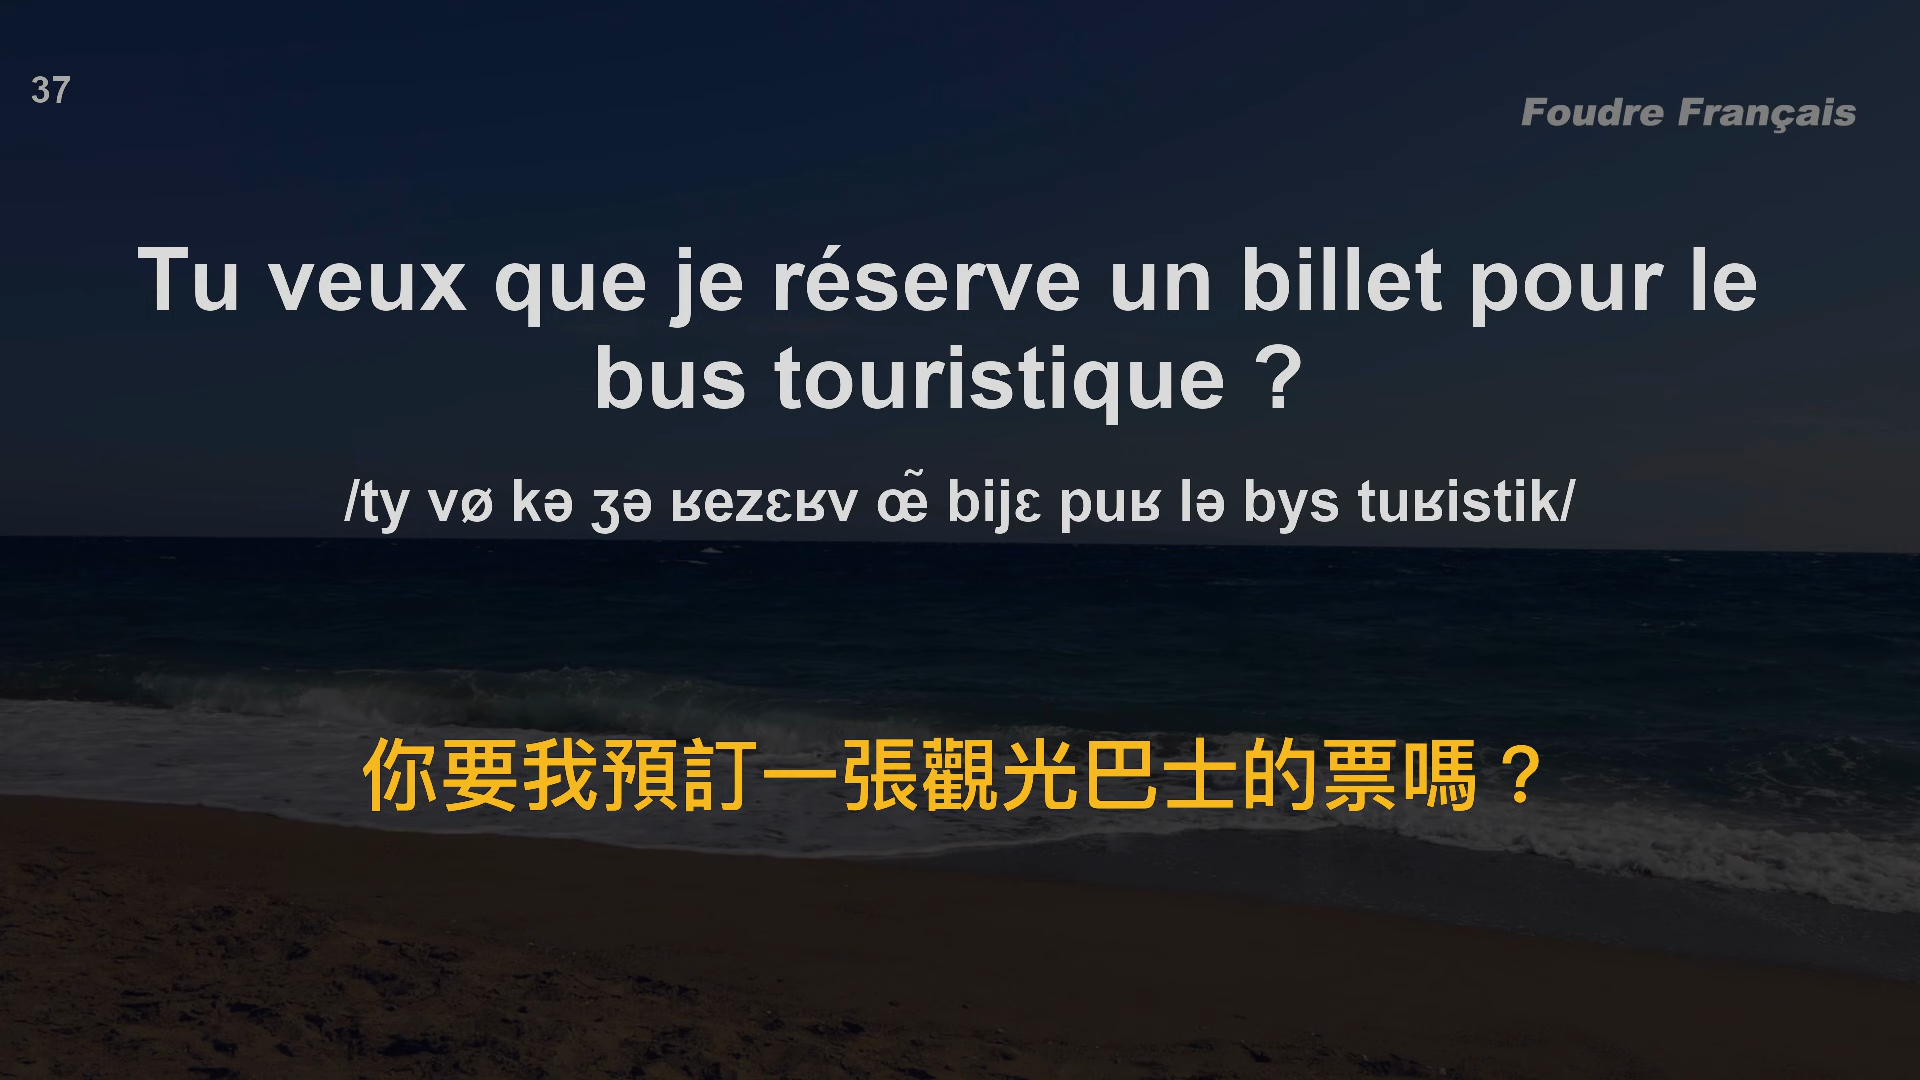 37
Foudre Français
Tu veux que je réserve un billet pour le
bus touristique ?
/ty vø kə ʒə ʁezɛʁv œ̃ bijɛ puʁ lə bys tuʁistik/
你要我預訂一張觀光巴士的票嗎？